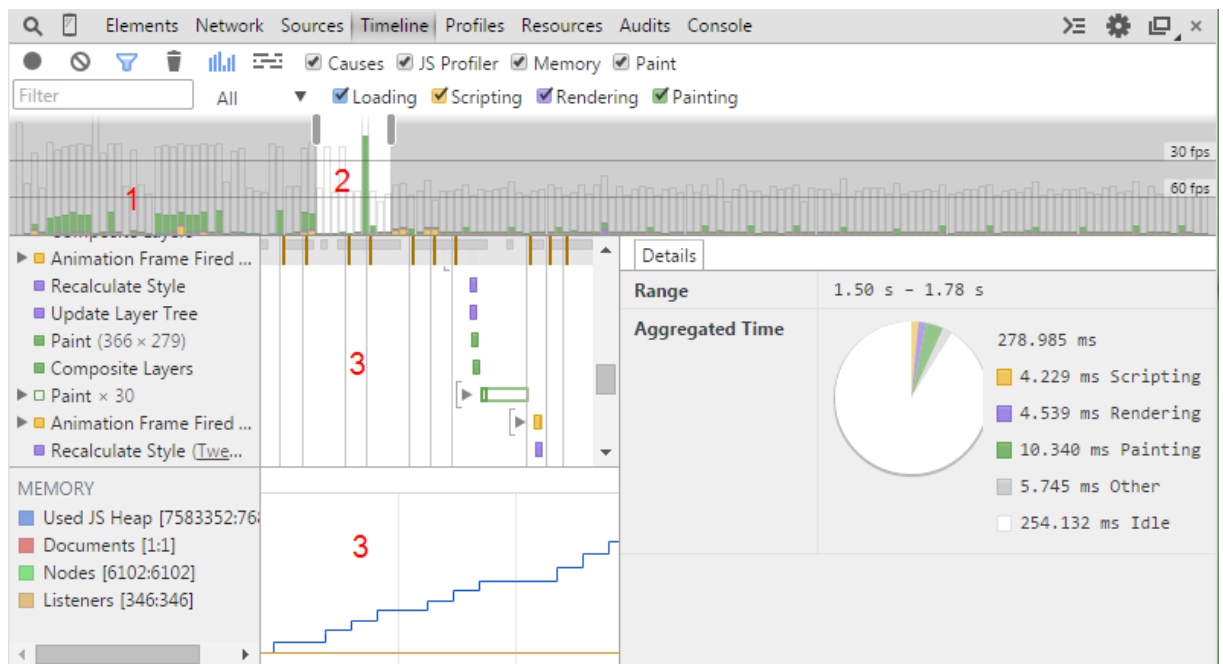 Elements Network Sources Timeline Profiles Resources Audits Console
Causes JS Profiler Memory Paint
Filter All Loading Scripting Rendering Painting
30 fps
60 fps
1
2
Animation Frame Fired ...
Recalculate Style
Update Layer Tree
Paint (366 × 279)
Composite Layers
Paint × 30
Animation Frame Fired ...
Recalculate Style (Twe...
3
Details
Range 1.50 s – 1.78 s
Aggregated Time
278.985 ms
4.229 ms Scripting
4.539 ms Rendering
10.340 ms Painting
5.745 ms Other
254.132 ms Idle
MEMORY
Used JS Heap [7583352:76
Documents [1:1]
Nodes [6102:6102]
Listeners [346:346]
3